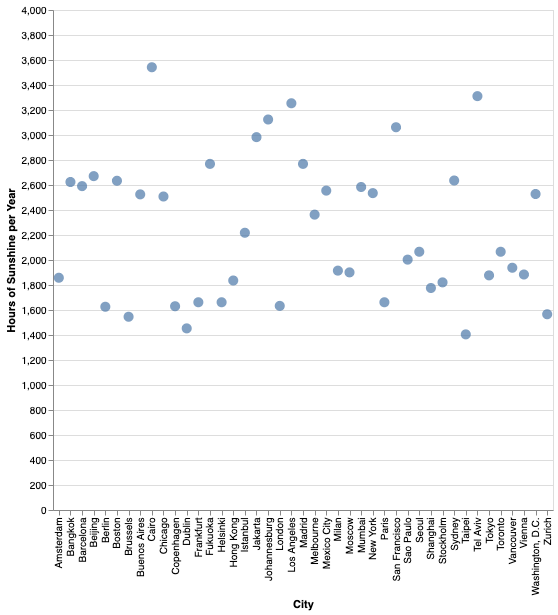 4,000
3,800
3,600
3,400
3,200
3,000
2,800
2,600
2,400
2,200
2,000
1,800
1,600
1,400
1,200
1,000
800
600
400
200
0
Hours of Sunshine per Year
Amsterdam
Bangkok
Barcelona
Beijing
Berlin
Boston
Brussels
Buenos Aires
Cairo
Chicago
Copenhagen
Dublin
Frankfurt
Fukuoka
Helsinki
Hong Kong
Istanbul
Jakarta
Johannesburg
London
Los Angeles
Madrid
Melbourne
Mexico City
Milan
Moscow
Mumbai
New York
Paris
San Francisco
Sao Paulo
Seoul
Shanghai
Stockholm
Sydney
Taipei
Tel Aviv
Tokyo
Toronto
Vancouver
Vienna
Washington, D.C.
Zurich
City